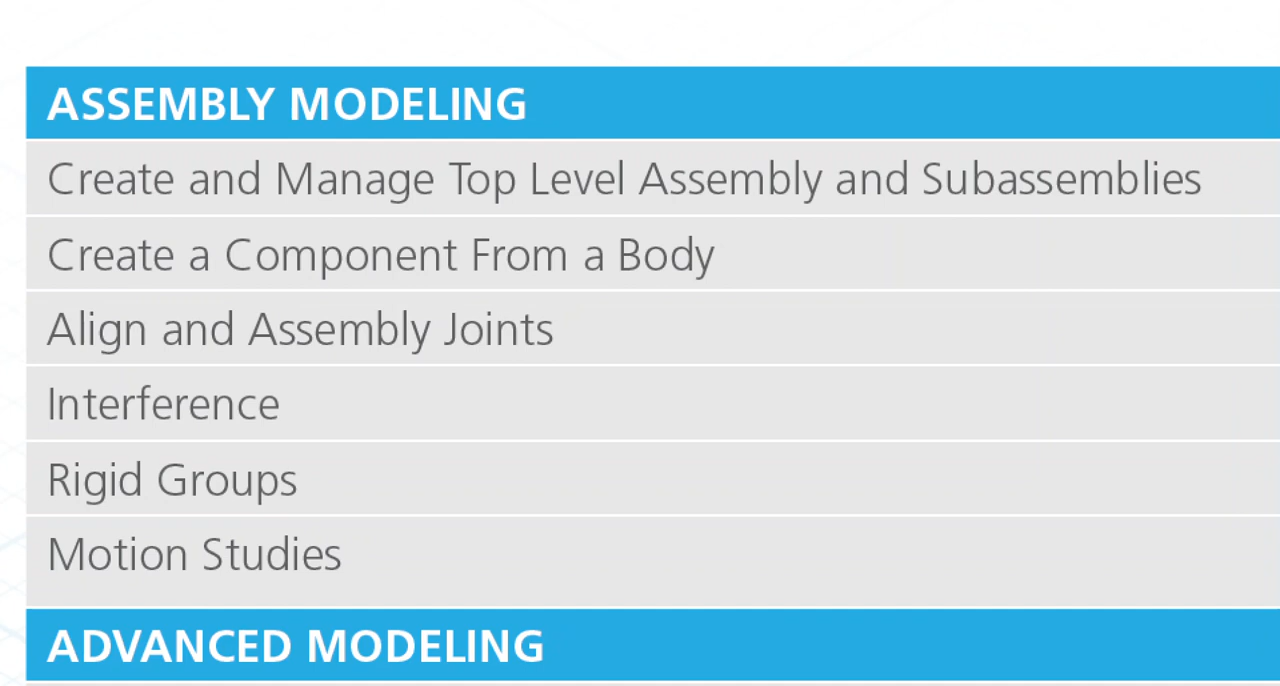 ASSEMBLY MODELING
Create and Manage Top Level Assembly and Subassemblies
Create a Component From a Body
Align and Assembly Joints
Interference
Rigid Groups
Motion Studies
ADVANCED MODELING